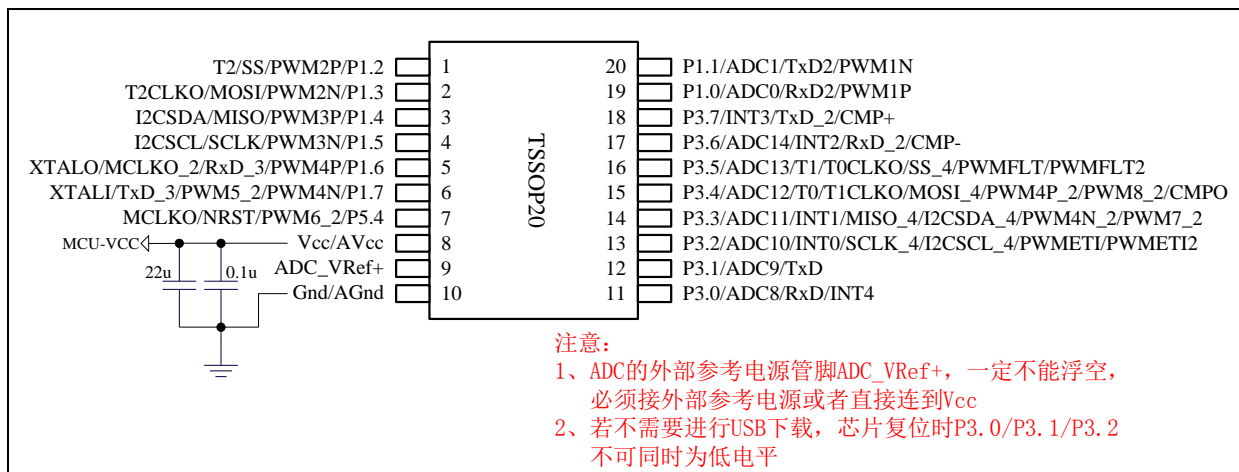 T2/SS/PWM2P/P1.2 1 20 P1.1/ADC1/TxD2/PWM1N
T2CLKO/MOSI/PWM2N/P1.3 2 19 P1.0/ADC0/RxD2/PWM1P
I2CSDA/MISO/PWM3P/P1.4 3 18 P3.7/INT3/TxD_2/CMP+
I2CSCL/SCLK/PWM3N/P1.5 4 17 P3.6/ADC14/INT2/RxD_2/CMP-
XTALO/MCLKO_2/RxD_3/PWM4P/P1.6 5 16 P3.5/ADC13/T1/T0CLKO/SS_4/PWMFLT/PWMFLT2
XTALI/TxD_3/PWM5_2/PWM4N/P1.7 6 15 P3.4/ADC12/T0/T1CLKO/MOSI_4/PWM4P_2/PWM8_2/CMPO
MCLKO/NRST/PWM6_2/P5.4 7 14 P3.3/ADC11/INT1/MISO_4/I2CSDA_4/PWM4N_2/PWM7_2
MCU-VCC Vcc/AVcc 8 13 P3.2/ADC10/INT0/SCLK_4/I2CSCL_4/PWMETI/PWMETI2
22u 0.1u ADC_VRef+ 9 12 P3.1/ADC9/TxD
Gnd/AGnd 10 11 P3.0/ADC8/RxD/INT4
TSSOP20
注意:
1、ADC的外部参考电源管脚ADC_VRef+，一定不能浮空，
必须接外部参考电源或者直接连到Vcc
2、若不需要进行USB下载，芯片复位时P3.0/P3.1/P3.2
不可同时为低电平